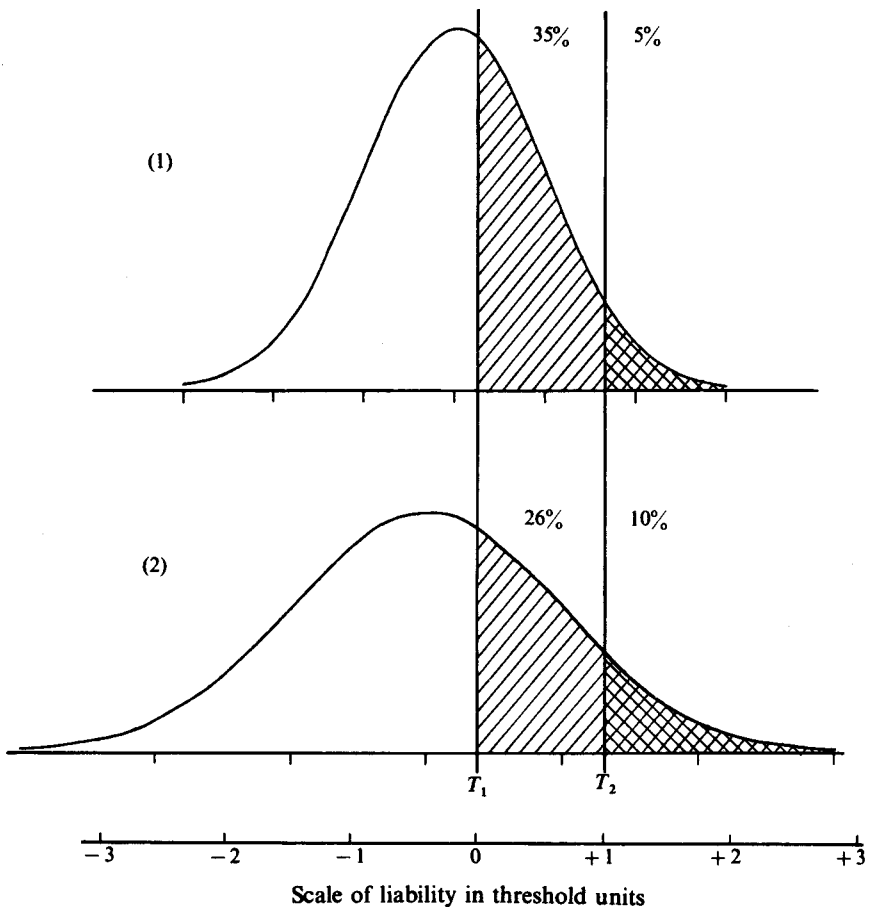 35% 5%
(1)
26% 10%
(2)
T₁ T₂
−3 −2 −1 0 +1 +2 +3
Scale of liability in threshold units